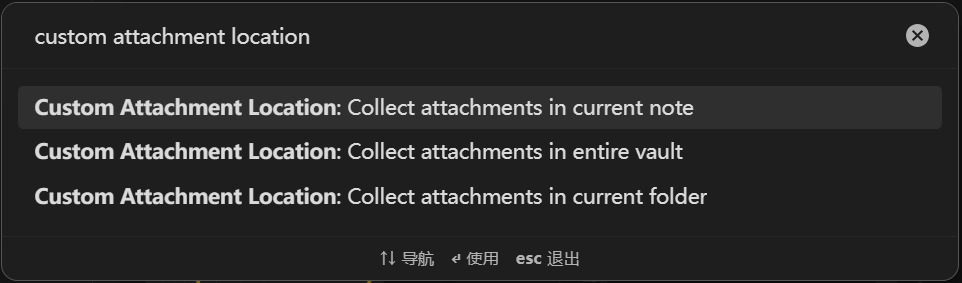 custom attachment location
Custom Attachment Location: Collect attachments in current note
Custom Attachment Location: Collect attachments in entire vault
Custom Attachment Location: Collect attachments in current folder
↑↓ 导航 ↵ 使用 esc 退出